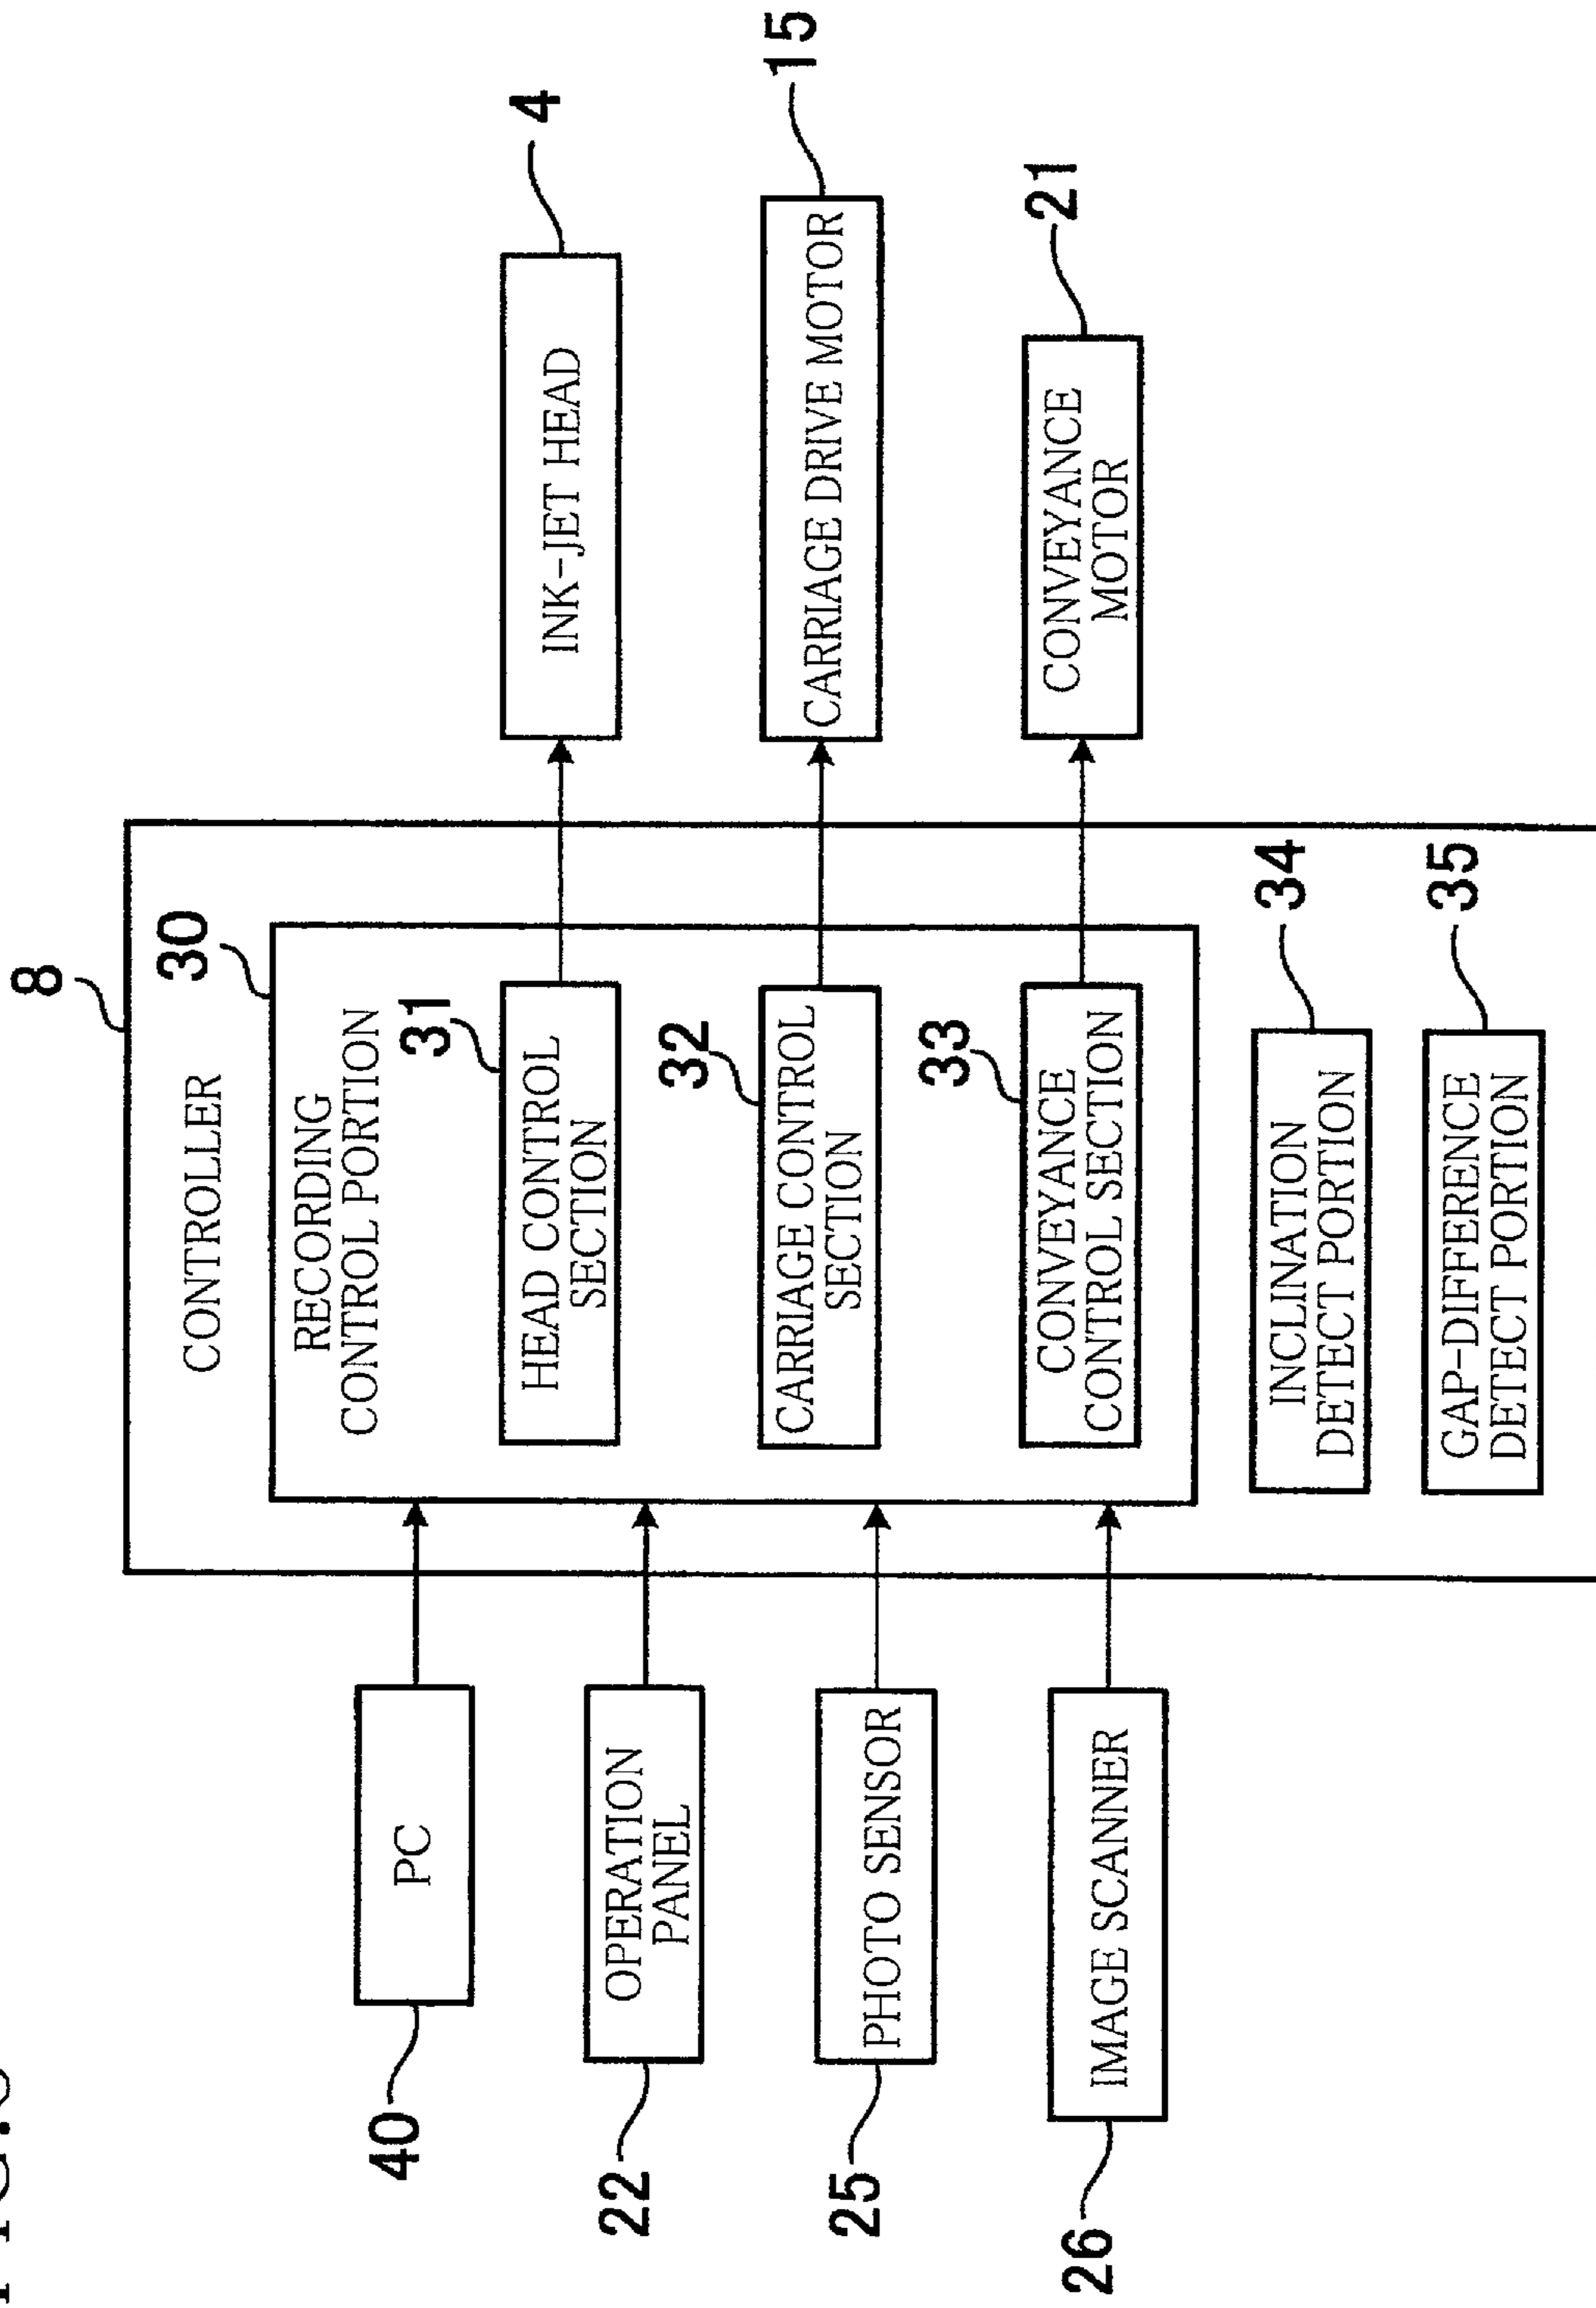 8
CONTROLLER
30
RECORDING
CONTROL PORTION
40
PC
31
HEAD CONTROL
SECTION
INK-JET HEAD
4
22
OPERATION
PANEL
32
CARRIAGE CONTROL
SECTION
CARRIAGE DRIVE MOTOR
15
25
PHOTO SENSOR
33
CONVEYANCE
CONTROL SECTION
CONVEYANCE
MOTOR
21
26
IMAGE SCANNER
INCLINATION
DETECT PORTION
34
GAP-DIFFERENCE
DETECT PORTION
35